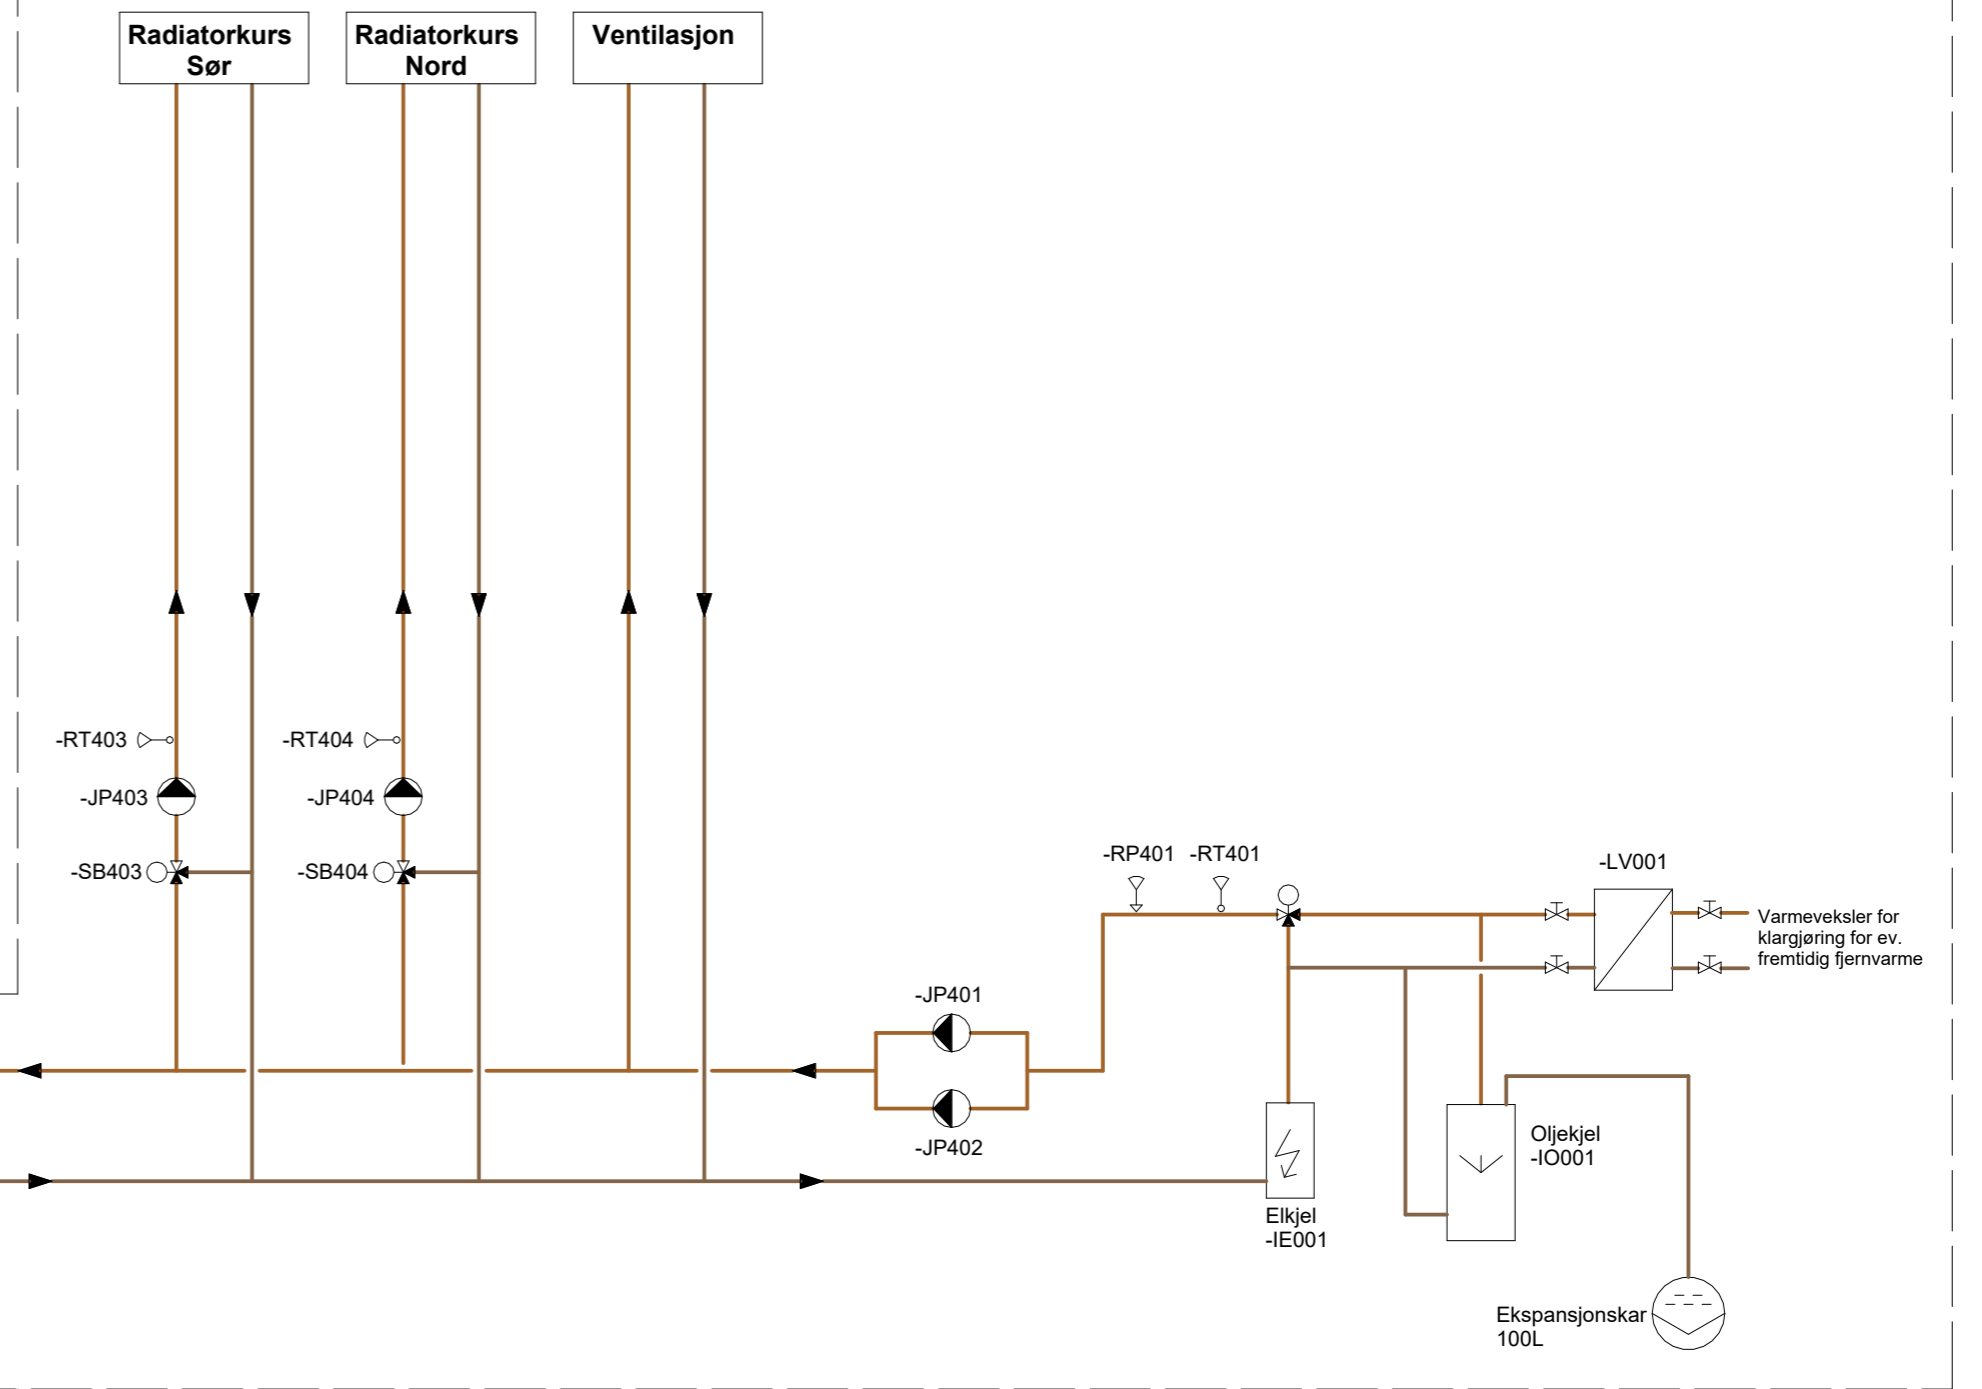 Radiatorkurs
Sør
Radiatorkurs
Nord
Ventilasjon
-RT403
-RT404
-JP403
-JP404
-SB403
-SB404
-RP401
-RT401
-LV001
Varmeveksler for
klargjøring for ev.
fremtidig fjernvarme
-JP401
-JP402
Oljekjel
-IO001
Elkjel
-IE001
Ekspansjonskar
100L